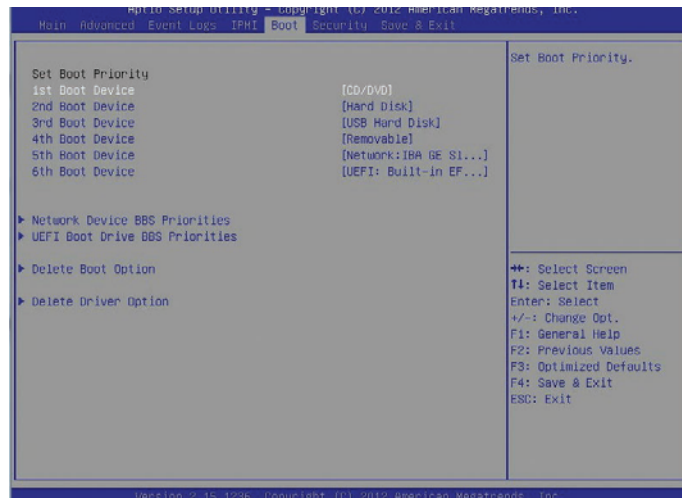 Aptio Setup Utility - Copyright (C) 2012 American Megatrends, Inc.
Main Advanced Event Logs IPMI Boot Security Save & Exit
Set Boot Priority
1st Boot Device [CD/DVD]
2nd Boot Device [Hard Disk]
3rd Boot Device [USB Hard Disk]
4th Boot Device [Removable]
5th Boot Device [Network:IBA GE Sl...]
6th Boot Device [UEFI: Built-in EF...]
Network Device BBS Priorities
UEFI Boot Drive BBS Priorities
Delete Boot Option
Delete Driver Option
Set Boot Priority.
→←: Select Screen
↑↓: Select Item
Enter: Select
+/-: Change Opt.
F1: General Help
F2: Previous Values
F3: Optimized Defaults
F4: Save & Exit
ESC: Exit
Version 2.15.1236. Copyright (C) 2012 American Megatrends, Inc.